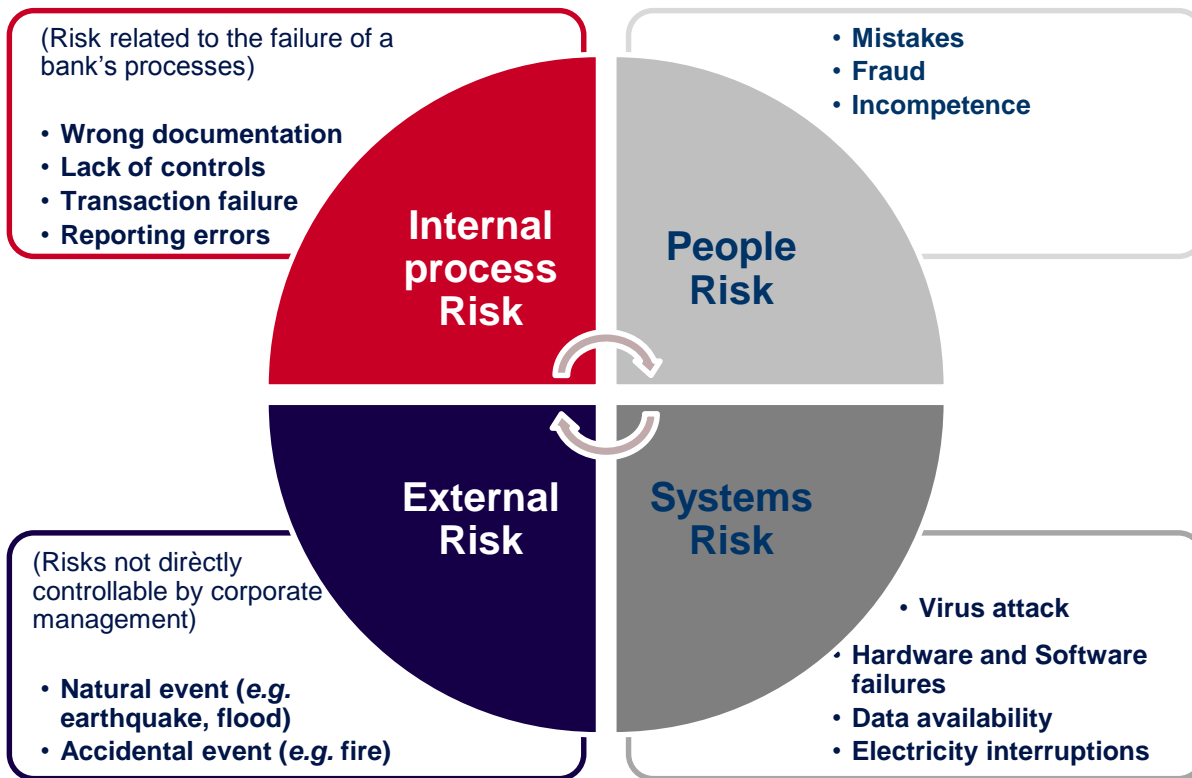 (Risk related to the failure of a
bank's processes)
• Wrong documentation
• Lack of controls
• Transaction failure
• Reporting errors
Internal
process
Risk
• Mistakes
• Fraud
• Incompetence
People
Risk
External
Risk
(Risks not dirèctly
controllable by corporate
management)
• Natural event (e.g.
earthquake, flood)
• Accidental event (e.g. fire)
Systems
Risk
• Virus attack
• Hardware and Software
failures
• Data availability
• Electricity interruptions